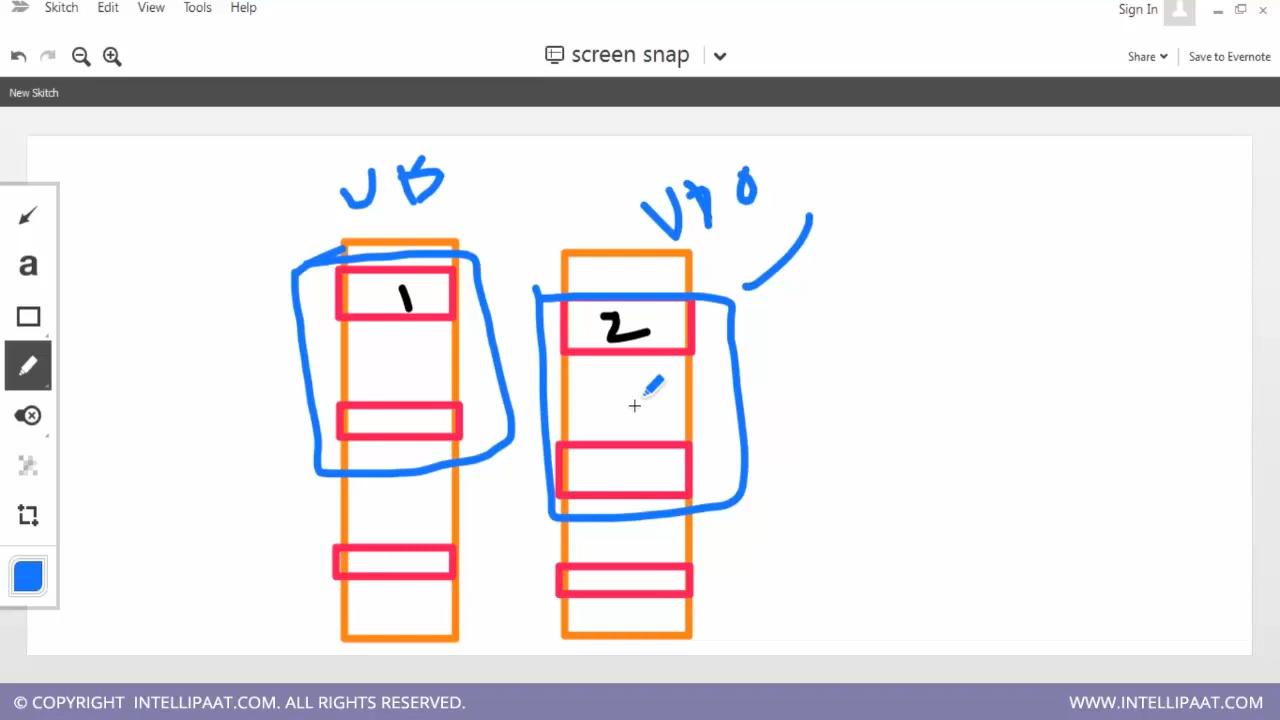 Skitch Edit View Tools Help Sign In
screen snap
Share Save to Evernote
New Skitch
a
VB
1
2
© COPYRIGHT INTELLIPAAT.COM. ALL RIGHTS RESERVED.
WWW.INTELLIPAAT.COM